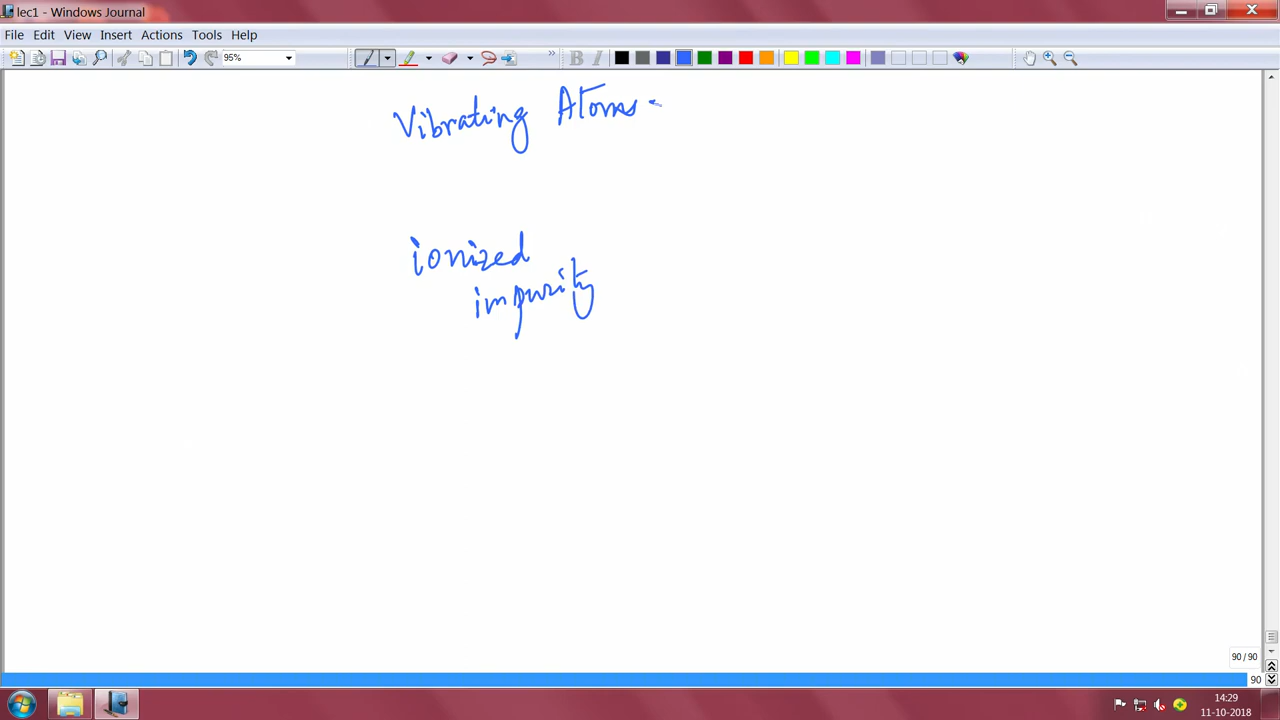 lec1 - Windows Journal
File Edit View Insert Actions Tools Help
95%
Vibrating Atoms -
ionized
impurity
90 / 90
90
14:29
11-10-2018